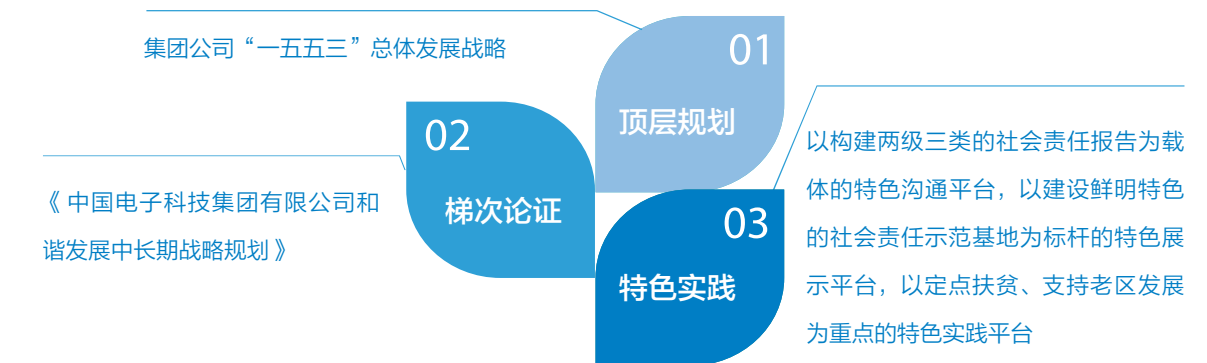 集团公司“一五五三”总体发展战略
01
顶层规划
02
梯次论证
《中国电子科技集团有限公司和
谐发展中长期战略规划》
03
特色实践
以构建两级三类的社会责任报告为载
体的特色沟通平台，以建设鲜明特色
的社会责任示范基地为标杆的特色展
示平台，以定点扶贫、支持老区发展
为重点的特色实践平台